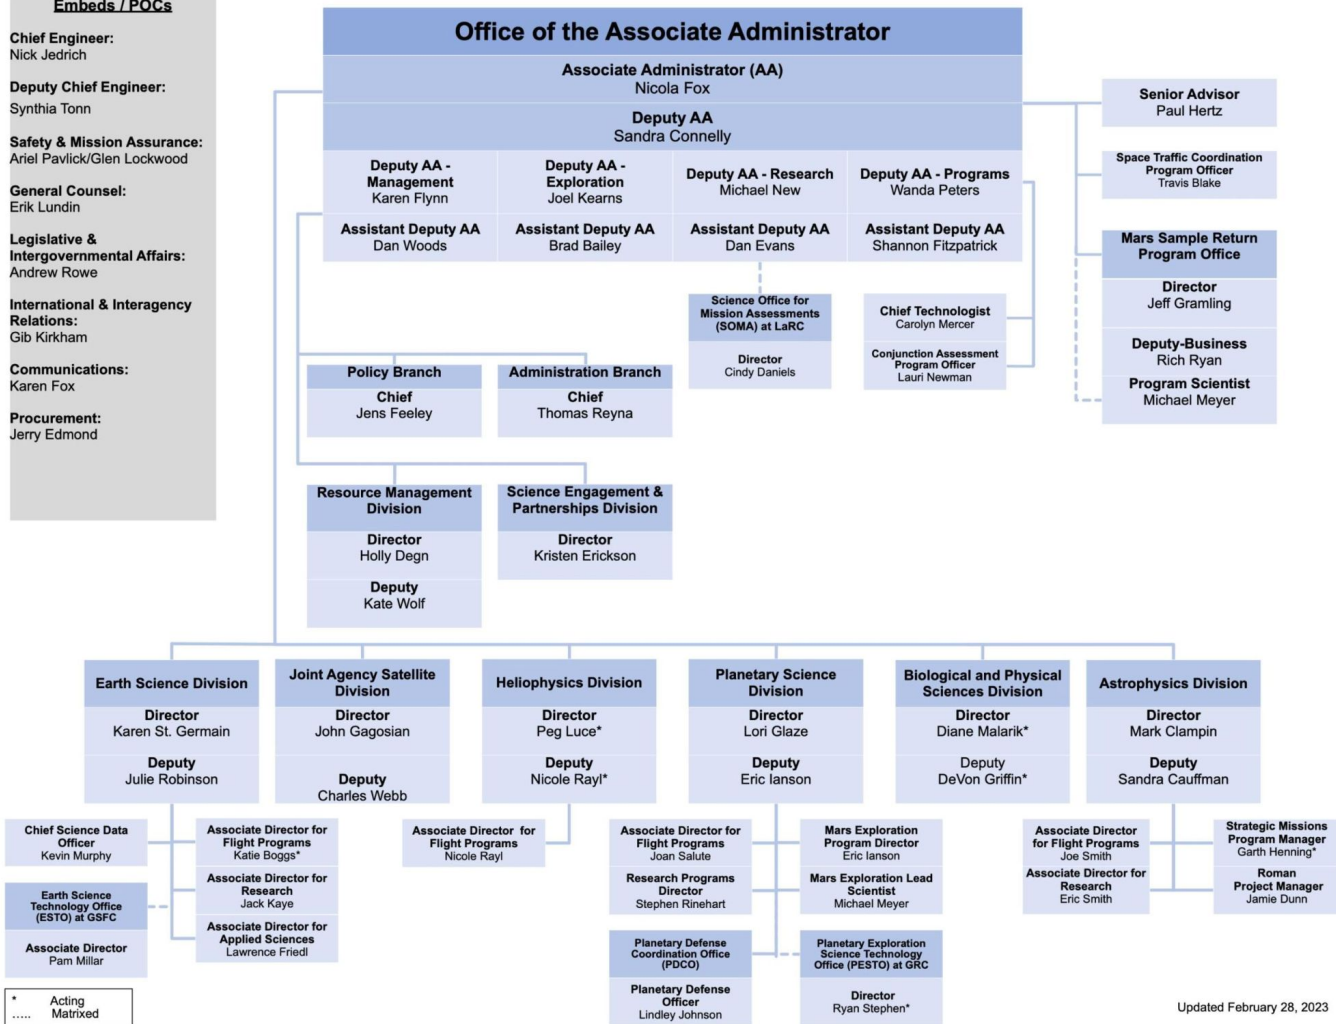 Embeds / POCs
Chief Engineer:
Nick Jedrich
Deputy Chief Engineer:
Synthia Tonn
Safety & Mission Assurance:
Ariel Pavlick/Glen Lockwood
General Counsel:
Erik Lundin
Legislative &
Intergovernmental Affairs:
Andrew Rowe
International & Interagency
Relations:
Gib Kirkham
Communications:
Karen Fox
Procurement:
Jerry Edmond
Office of the Associate Administrator
Associate Administrator (AA)
Nicola Fox
Deputy AA
Sandra Connelly
Deputy AA -
Management
Karen Flynn
Deputy AA -
Exploration
Joel Kearns
Deputy AA - Research
Michael New
Deputy AA - Programs
Wanda Peters
Assistant Deputy AA
Dan Woods
Assistant Deputy AA
Brad Bailey
Assistant Deputy AA
Dan Evans
Assistant Deputy AA
Shannon Fitzpatrick
Senior Advisor
Paul Hertz
Space Traffic Coordination
Program Officer
Travis Blake
Mars Sample Return
Program Office
Director
Jeff Gramling
Deputy-Business
Rich Ryan
Program Scientist
Michael Meyer
Science Office for
Mission Assessments
(SOMA) at LaRC
Director
Cindy Daniels
Chief Technologist
Carolyn Mercer
Conjunction Assessment
Program Officer
Lauri Newman
Policy Branch
Chief
Jens Feeley
Administration Branch
Chief
Thomas Reyna
Resource Management
Division
Director
Holly Degn
Deputy
Kate Wolf
Science Engagement &
Partnerships Division
Director
Kristen Erickson
Earth Science Division
Director
Karen St. Germain
Deputy
Julie Robinson
Joint Agency Satellite
Division
Director
John Gagosian
Deputy
Charles Webb
Heliophysics Division
Director
Peg Luce*
Deputy
Nicole Rayl*
Planetary Science
Division
Director
Lori Glaze
Deputy
Eric Ianson
Biological and Physical
Sciences Division
Director
Diane Malarik*
Deputy
DeVon Griffin*
Astrophysics Division
Director
Mark Clampin
Deputy
Sandra Cauffman
Chief Science Data
Officer
Kevin Murphy
Earth Science
Technology Office
(ESTO) at GSFC
Associate Director
Pam Millar
Associate Director for
Flight Programs
Katie Boggs*
Associate Director for
Research
Jack Kaye
Associate Director for
Applied Sciences
Lawrence Friedl
Associate Director for
Flight Programs
Nicole Rayl
Associate Director for
Flight Programs
Joan Salute
Research Programs
Director
Stephen Rinehart
Planetary Defense
Coordination Office
(PDCO)
Planetary Defense
Officer
Lindley Johnson
Mars Exploration
Program Director
Eric Ianson
Mars Exploration Lead
Scientist
Michael Meyer
Planetary Exploration
Science Technology
Office (PESTO) at GRC
Director
Ryan Stephen*
Associate Director
for Flight Programs
Joe Smith
Associate Director for
Research
Eric Smith
Strategic Missions
Program Manager
Garth Henning*
Roman
Project Manager
Jamie Dunn
* Acting
..... Matrixed
Updated February 28, 2023